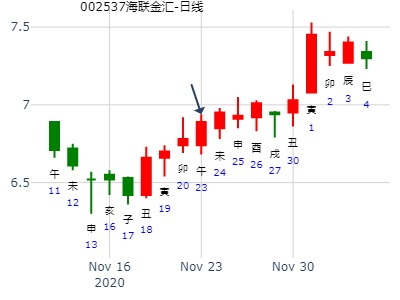 002537海联金汇-日线
7.5
7
6.5
午
11
未
12
申
13
亥
16
子
17
丑
18
寅
19
卯
20
午
23
未
24
申
25
酉
26
戌
27
丑
30
寅
1
卯
2
辰
3
巳
4
Nov 16
2020
Nov 23
Nov 30